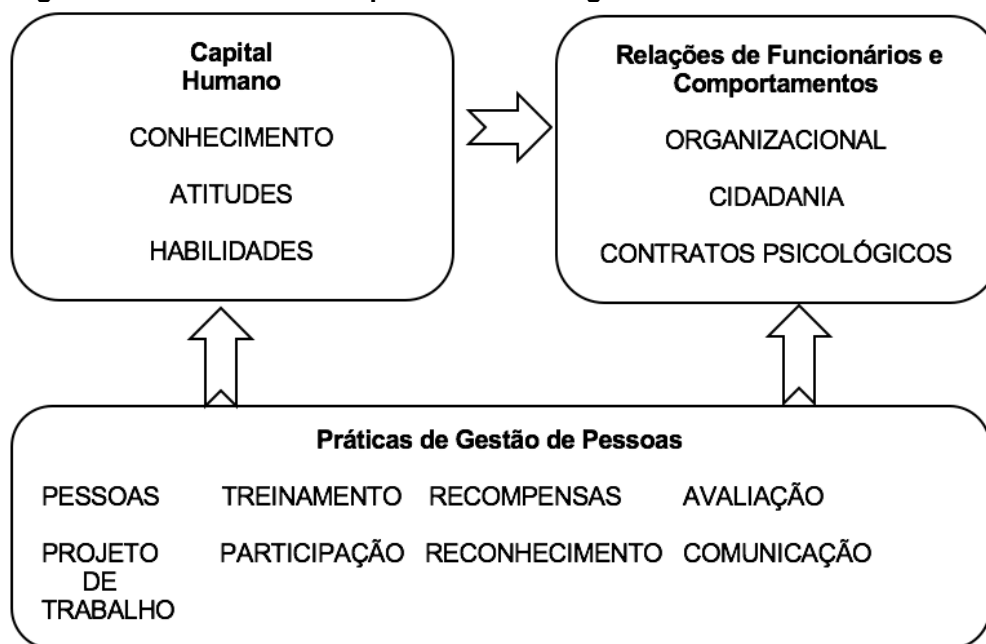 Capital
Humano
CONHECIMENTO
ATITUDES
HABILIDADES
Relações de Funcionários e
Comportamentos
ORGANIZACIONAL
CIDADANIA
CONTRATOS PSICOLÓGICOS
Práticas de Gestão de Pessoas
PESSOAS TREINAMENTO RECOMPENSAS AVALIAÇÃO
PROJETO PARTICIPAÇÃO RECONHECIMENTO COMUNICAÇÃO
DE
TRABALHO